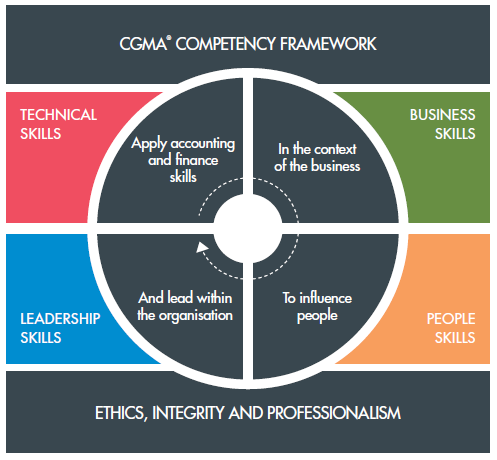 CGMA® COMPETENCY FRAMEWORK
TECHNICAL
SKILLS
BUSINESS
SKILLS
Apply accounting
and finance
skills
In the context
of the business
And lead within
the organisation
To influence
people
LEADERSHIP
SKILLS
PEOPLE
SKILLS
ETHICS, INTEGRITY AND PROFESSIONALISM